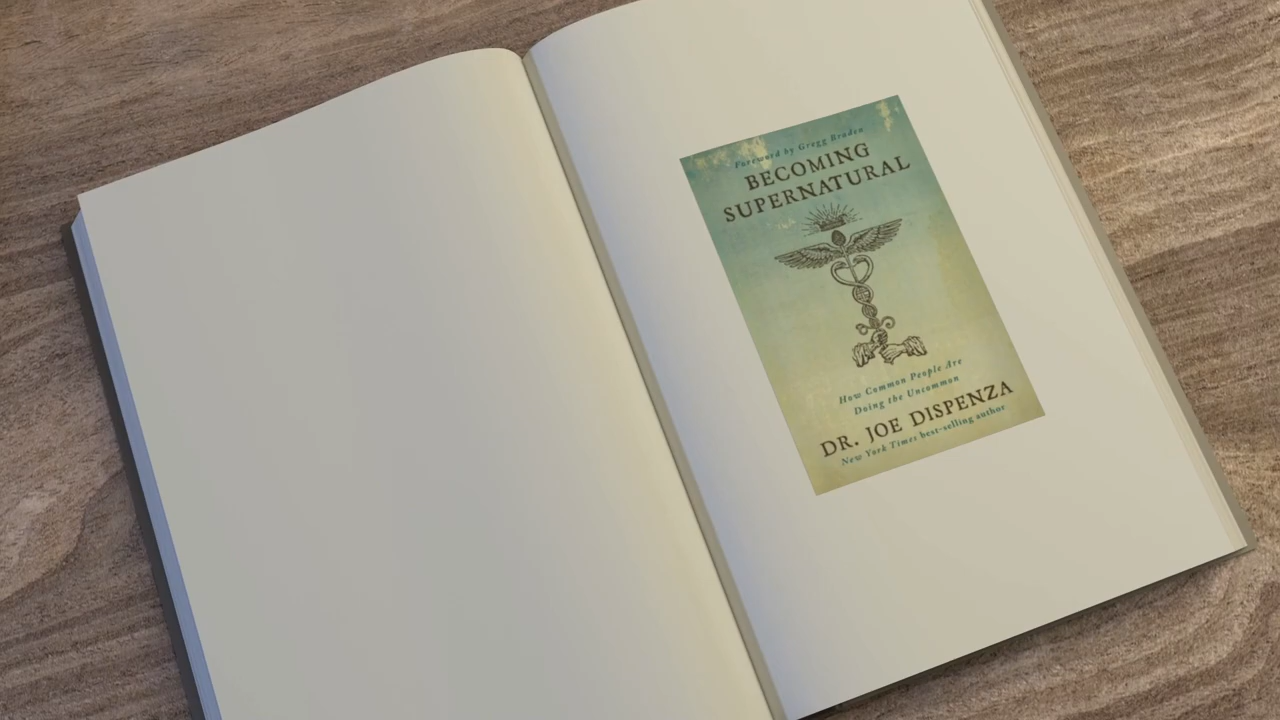 Foreword by Gregg Braden
BECOMING
SUPERNATURAL
How Common People Are
Doing the Uncommon
DR. JOE DISPENZA
New York Times best-selling author